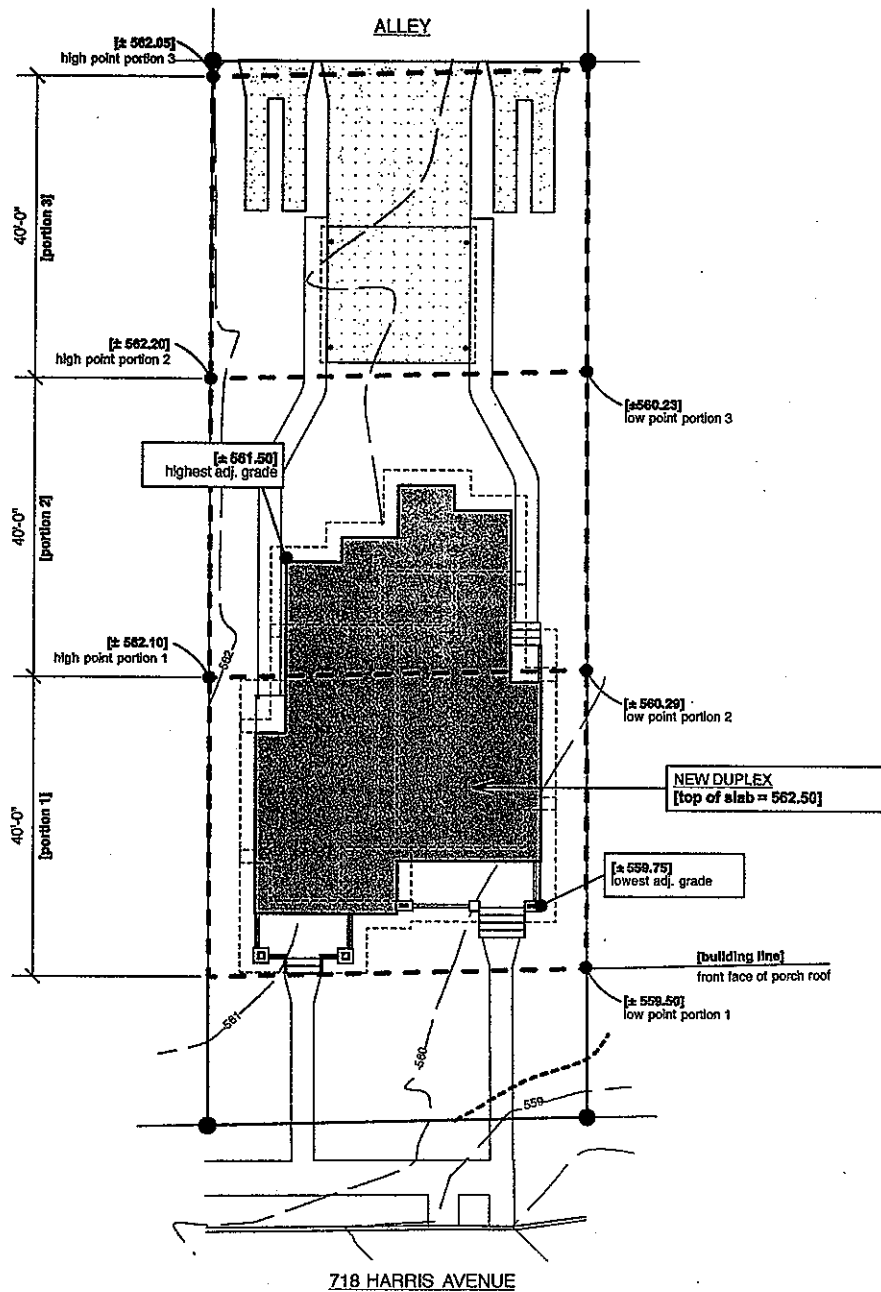 ALLEY
[± 562.05]
high point portion 3
40'-0"
[portion 3]
[± 562.20]
high point portion 2
[±560.23]
low point portion 3
[± 561.50]
highest adj. grade
40'-0"
[portion 2]
[± 562.10]
high point portion 1
562
[± 560.29]
low point portion 2
NEW DUPLEX
[top of slab = 562.50]
40'-0"
[portion 1]
[± 559.75]
lowest adj. grade
[building line]
front face of porch roof
[± 559.50]
low point portion 1
561
560
559
718 HARRIS AVENUE